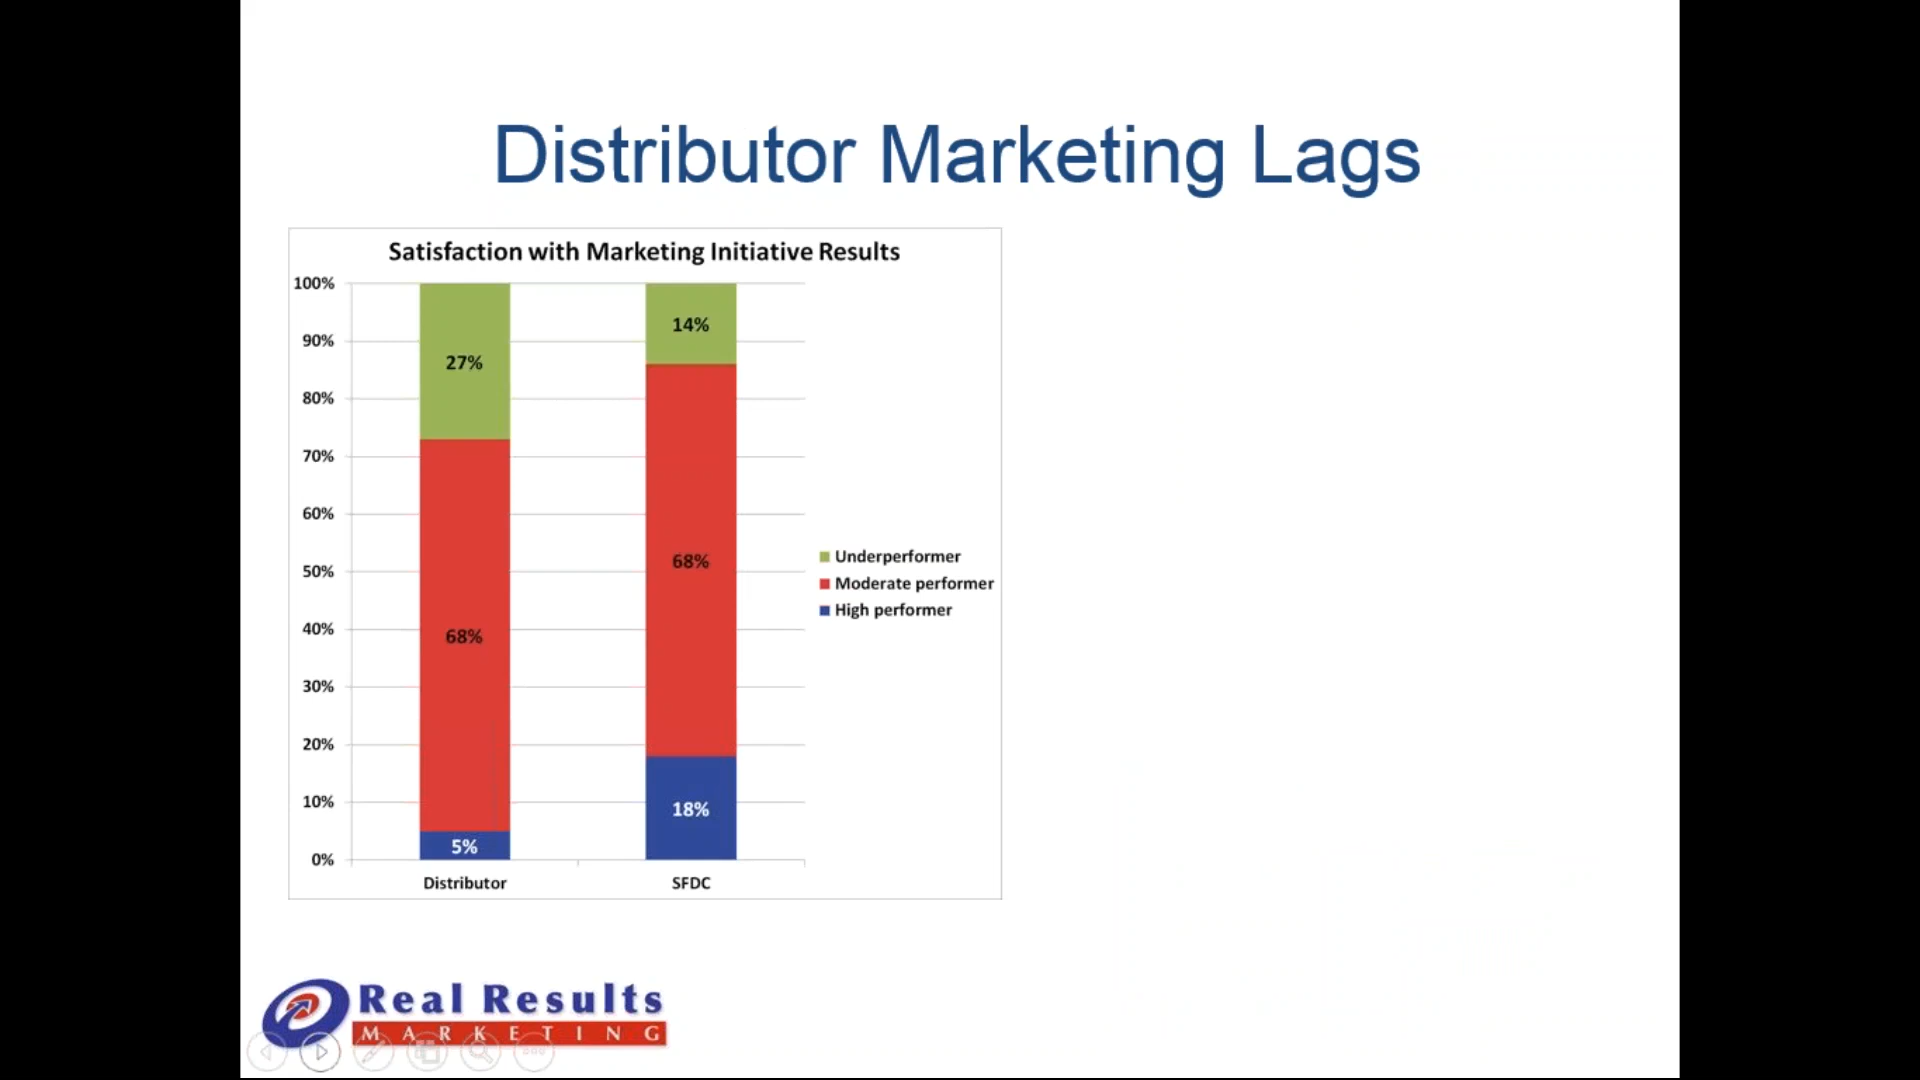 Distributor Marketing Lags
Satisfaction with Marketing Initiative Results
100%
90%
80%
70%
60%
50%
40%
30%
20%
10%
0%
27%
68%
5%
14%
68%
18%
Distributor
SFDC
Underperformer
Moderate performer
High performer
Real Results
MARKETING